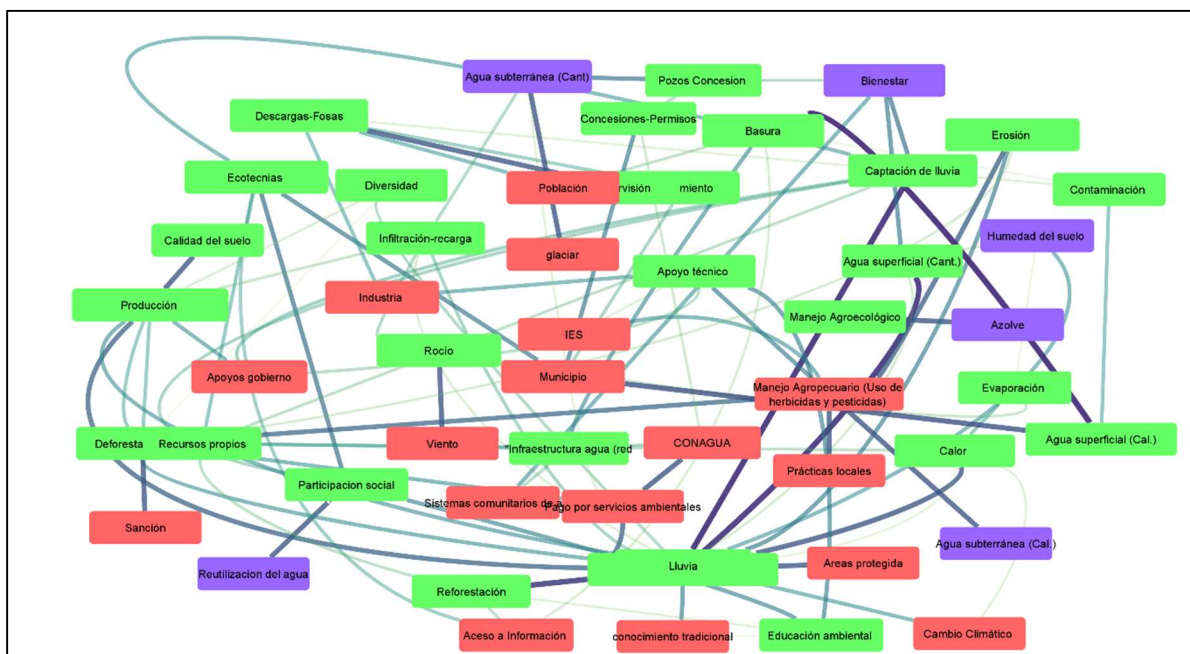 Agua subterránea (Cant)
Pozos Concesion
Bienestar
Descargas-Fosas
Concesiones-Permisos
Basura
Erosión
Ecotecnias
Diversidad
Población
rvisión
miento
Captación de lluvia
Contaminación
Calidad del suelo
Infiltración-recarga
glaciar
Humedad del suelo
Agua superficial (Cant.)
Apoyo técnico
Producción
Industria
Manejo Agroecológico
Azolve
IES
Rocio
Apoyos gobierno
Municipio
Manejo Agropecuario (Uso de
herbicidas y pesticidas)
Evaporación
Deforesta
Recursos propios
Viento
"Infraestructura agua (red
CONAGUA
Calor
Agua superficial (Cal.)
Prácticas locales
Participacion social
Sistemas comunitarios de a
Pago por servicios ambientales
Sanción
Agua subterránea (Cal.)
Reutilizacion del agua
Lluvia
Areas protegida
Reforestación
Aceso a Información
conocimiento tradicional
Educación ambiental
Cambio Climático